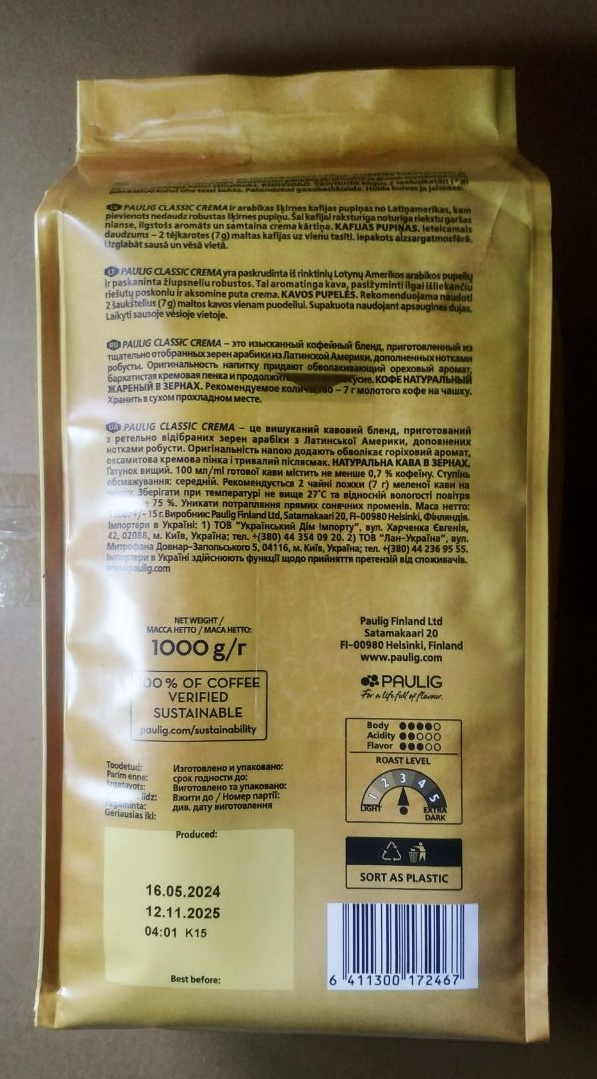 LV PAULIG CLASSIC CREMA ir arabikas šķirnes kafijas pupiņas no Latīņamerikas, kam
pievienots nedaudz robustas šķirnes pupiņu. Šai kafijai raksturīga noturīga riekstu garšas
nianse, ilgstošs aromāts un samtaina crema kārtiņa. KAFIJAS PUPIŅAS. Ieteicamais
daudzums – 2 tējkarotes (7g) maltas kafijas uz vienu tasīti. Iepakots aizsargatmosfērā.
Uzglabāt sausā un vēsā vietā.
LT PAULIG CLASSIC CREMA yra paskrudinta iš rinktinių Lotynų Amerikos arabikos pupelių
ir paskaninta žiupsneliu robustos. Tai aromatinga kava, pasižyminti ilgai išliekančiu
riešutų poskoniu ir aksomine puta crema. KAVOS PUPELĖS. Rekomenduojama naudoti
2 šaukštelius (7g) maltos kavos vienam puodeliui. Supakuota naudojant apsaugines dujas.
Laikyti sausoje vėsioje vietoje.
RU PAULIG CLASSIC CREMA – это изысканный кофейный бленд, приготовленный из
тщательно отобранных зерен арабики из Латинской Америки, дополненных нотками
робусты. Оригинальность напитку придают обволакивающий ореховый аромат,
бархатистая кремовая пенка и КОФЕ НАТУРАЛЬНЫЙ
ЖАРЕНЫЙ В ЗЕРНАХ. Рекомендуемое количество – 7 г молотого кофе на чашку.
Хранить в сухом прохладном месте.
UA PAULIG CLASSIC CREMA – це вишуканий кавовий бленд, приготований
з ретельно відібраних зерен арабіки з Латинської Америки, доповнених
нотками робусти. Оригінальність напою додають обволікає горіховий аромат,
оксамитова кремова пінка і тривалий післясмак. НАТУРАЛЬНА КАВА В ЗЕРНАХ.
Ґатунок вищий. 100 мл/ml готової кави містить не менше 0,7 % кофеїну. Ступінь
обсмажування: середній. Рекомендується 2 чайні ложки (7 г) меленої кави на
чашку. Зберігати при температурі не вище 27°С та відносній вологості повітря
75 %. Уникати потрапляння прямих сонячних променів. Маса нетто:
+/- 15 г. Виробник: Paulig Finland Ltd, Satamakaari 20, FI-00980 Helsinki, Фінляндія.
Імпортери в Україні: 1) ТОВ "Український Дім Імпорту", вул. Харченка Євгенія,
42, 02088, м. Київ, Україна; тел. +(380) 44 354 09 20. 2) ТОВ "Лан–Україна", вул.
Митрофана Довнар–Запольського 5, 04116, м. Київ, Україна; тел. +(380) 44 236 95 55.
Імпортери в Україні здійснюють функції щодо прийняття претензій від споживачів.
www.paulig.com
NET WEIGHT /
МАССА НЕТТО / МАСА НЕТТО:
1000 g/г
100 % OF COFFEE
VERIFIED
SUSTAINABLE
paulig.com/sustainability
Paulig Finland Ltd
Satamakaari 20
FI–00980 Helsinki, Finland
www.paulig.com
PAULIG
For a life full of flavour.
Body
Acidity
Flavor
ROAST LEVEL
1 2 3 4 5
LIGHT
EXTRA
DARK
SORT AS PLASTIC
Toodetud:
Parim enne:
Izgatavots:
līdz:
Pagaminta:
Geriausias iki:
Изготовлено и упаковано:
срок годности до:
Виготовлено та упаковано:
Вжити до / Номер партії:
див. дату виготовлення
Produced:
16.05.2024
12.11.2025
04:01 K15
Best before:
6 411300 172467